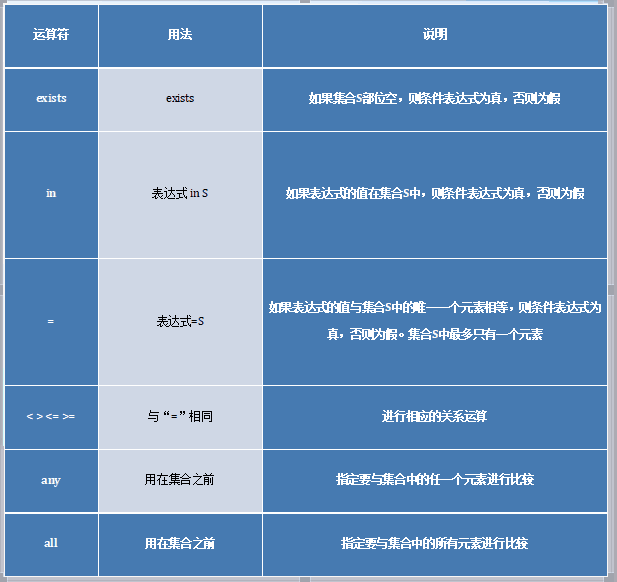 运算符 用法 说明
exists exists 如果集合S部位空，则条件表达式为真，否则为假
in 表达式 in S 如果表达式的值在集合S中，则条件表达式为真，否则为假
= 表达式=S 如果表达式的值与集合S中的唯一一个元素相等，则条件表达式为
真，否则为假。集合S中最多只有一个元素
< > <= >= 与“=”相同 进行相应的关系运算
any 用在集合之前 指定要与集合中的任一个元素进行比较
all 用在集合之前 指定要与集合中的所有元素进行比较